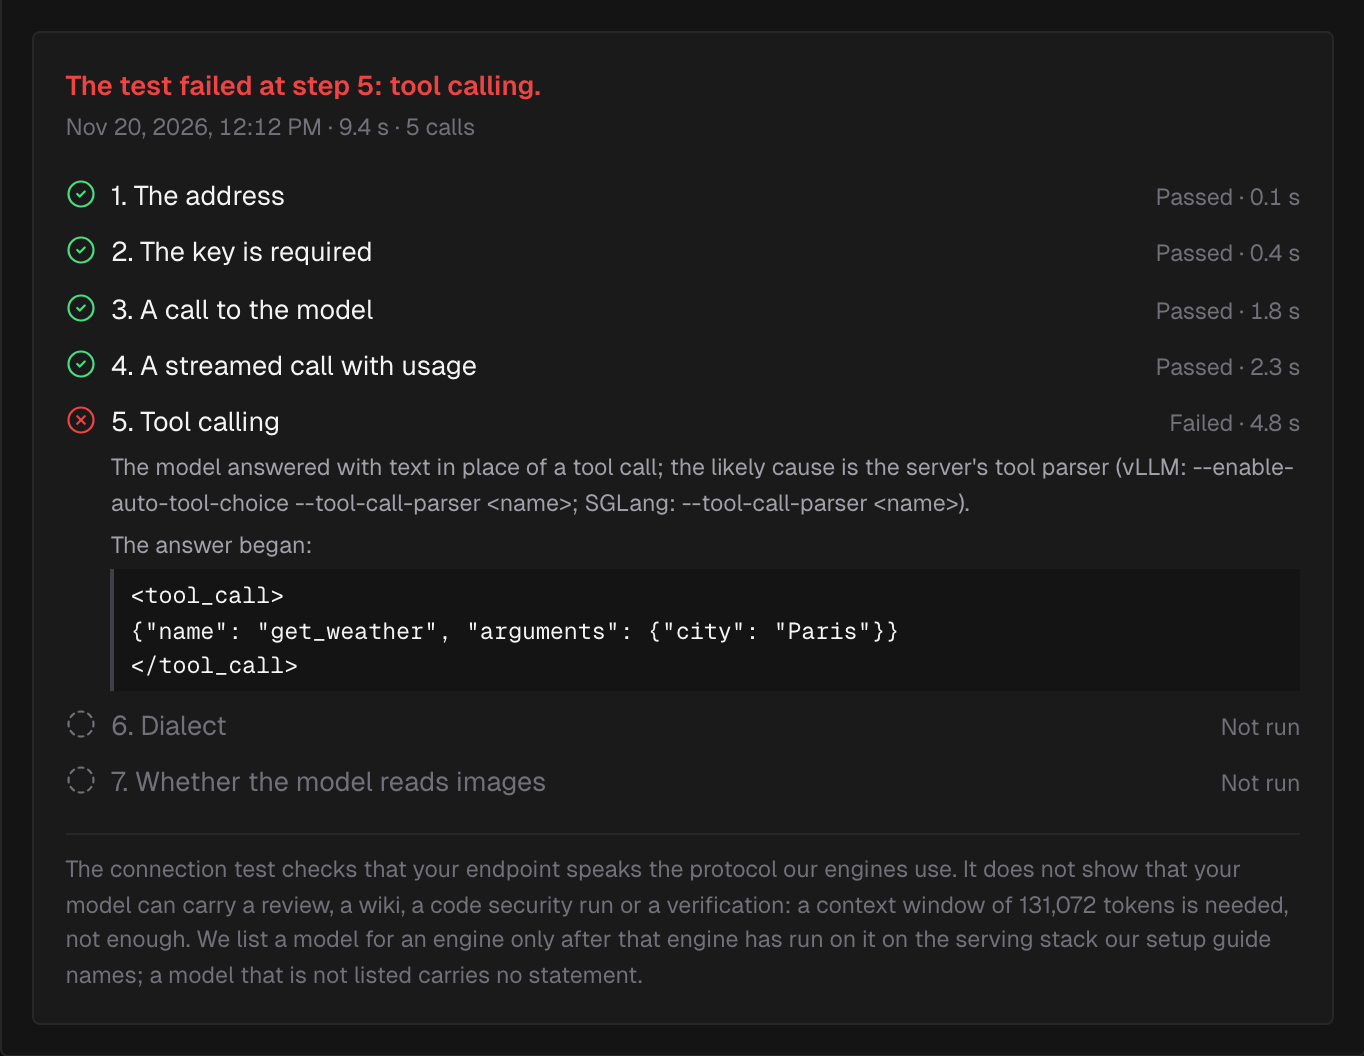 The test failed at step 5: tool calling.
Nov 20, 2026, 12:12 PM · 9.4 s · 5 calls
1. The address
Passed · 0.1 s
2. The key is required
Passed · 0.4 s
3. A call to the model
Passed · 1.8 s
4. A streamed call with usage
Passed · 2.3 s
5. Tool calling
Failed · 4.8 s
The model answered with text in place of a tool call; the likely cause is the server's tool parser (vLLM: --enable-
auto-tool-choice --tool-call-parser <name>; SGLang: --tool-call-parser <name>).
The answer began:
<tool_call>
{"name": "get_weather", "arguments": {"city": "Paris"}}
</tool_call>
6. Dialect
Not run
7. Whether the model reads images
Not run
The connection test checks that your endpoint speaks the protocol our engines use. It does not show that your
model can carry a review, a wiki, a code security run or a verification: a context window of 131,072 tokens is needed,
not enough. We list a model for an engine only after that engine has run on it on the serving stack our setup guide
names; a model that is not listed carries no statement.